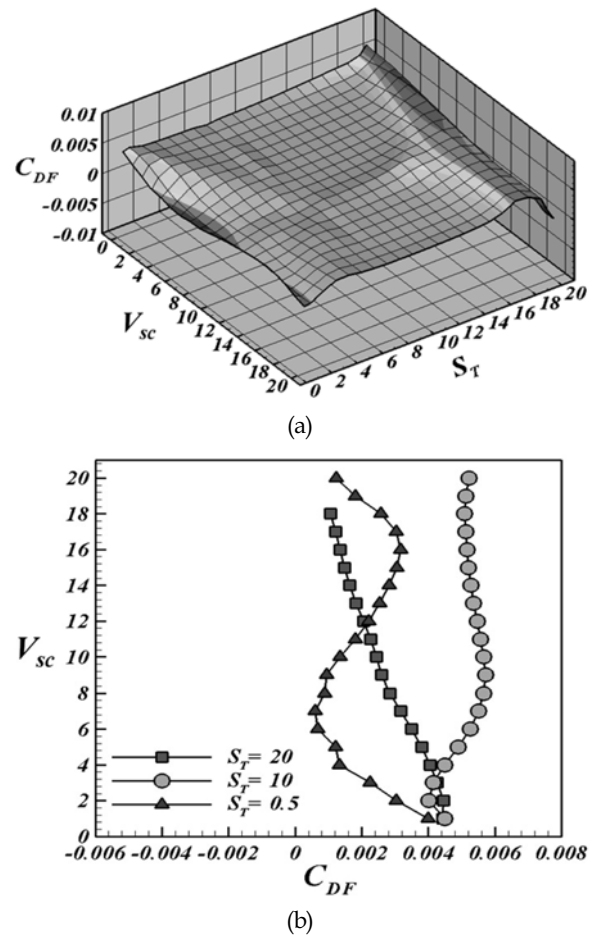 0.01
0.005
C_DF 0
-0.005
-0.01
0 2 4 6 8 10 12 14 16 18 20
V_sc
0 2 4 6 8 10 12 14 16 18 20
S_T
(a)
20
18
16
14
12
10
8
6
4
2
0
V_sc
S_T= 20
S_T= 10
S_T= 0.5
-0.006 -0.004 -0.002 0 0.002 0.004 0.006 0.008
C_DF
(b)